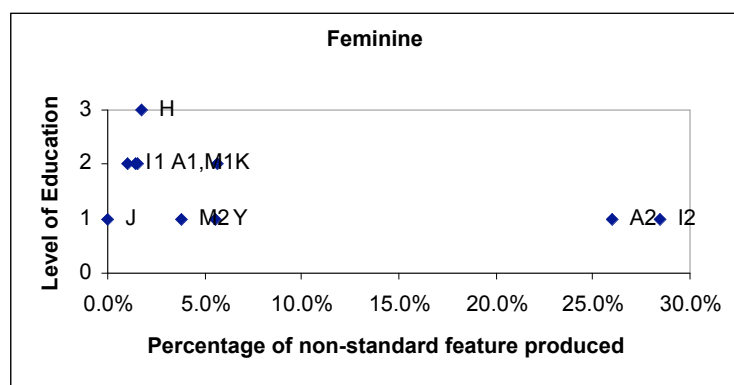 Feminine
Level of Education
3
H
2
I1 A1,M1K
1
J
M2 Y
A2
I2
0
0.0%
5.0%
10.0%
15.0%
20.0%
25.0%
30.0%
Percentage of non-standard feature produced